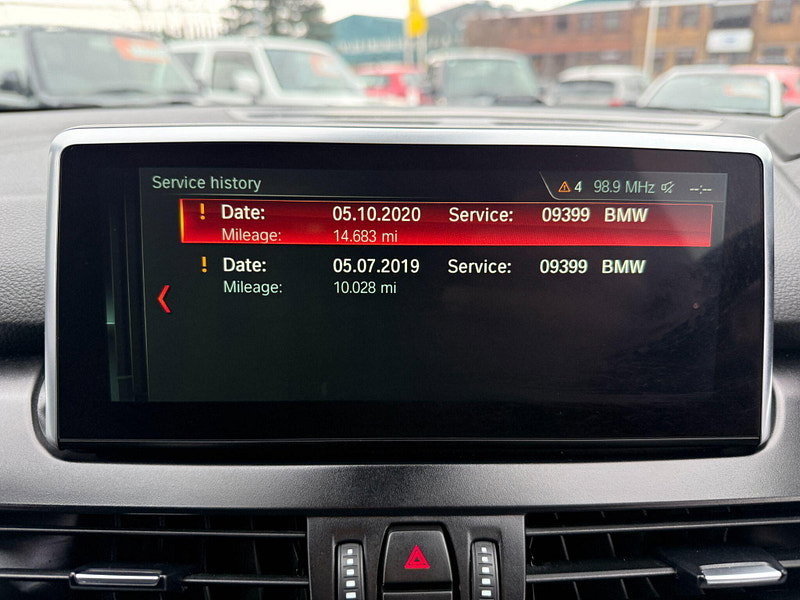 Service history 4 98.9 MHz --:--
! Date: 05.10.2020 Service: 09399 BMW
Mileage: 14.683 mi
! Date: 05.07.2019 Service: 09399 BMW
Mileage: 10.028 mi